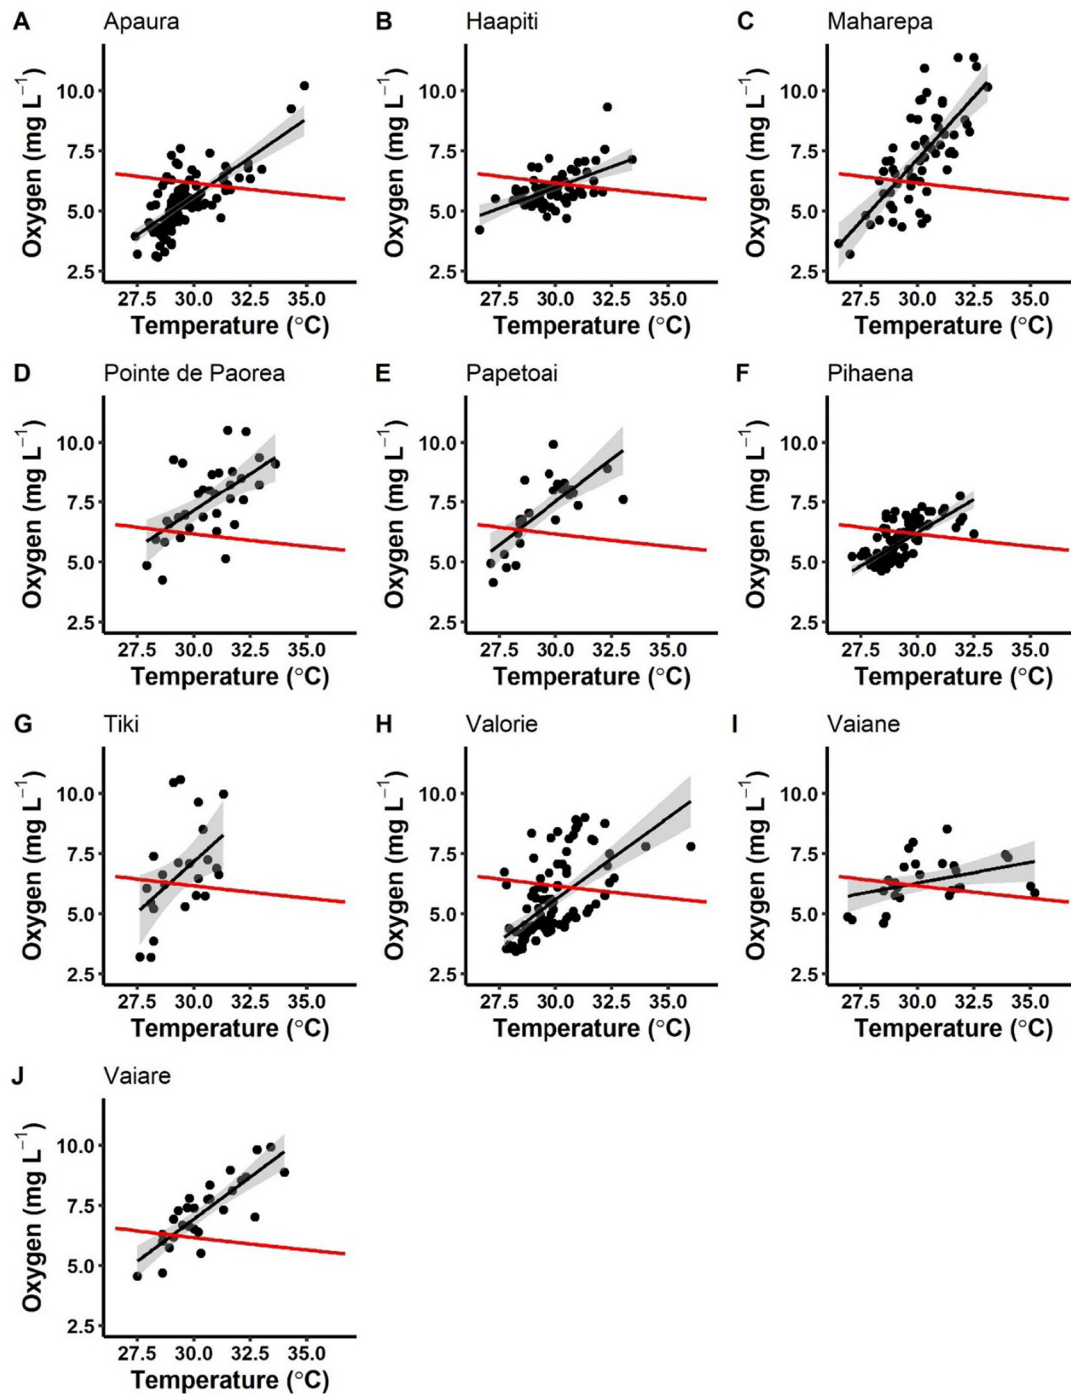 A Apaura
B Haapiti
C Maharepa
Oxygen (mg L⁻¹)
10.0
7.5
5.0
2.5
27.5 30.0 32.5 35.0
Temperature (°C)
Oxygen (mg L⁻¹)
10.0
7.5
5.0
2.5
27.5 30.0 32.5 35.0
Temperature (°C)
Oxygen (mg L⁻¹)
10.0
7.5
5.0
2.5
27.5 30.0 32.5 35.0
Temperature (°C)
D Pointe de Paorea
E Papetoai
F Pihaena
Oxygen (mg L⁻¹)
10.0
7.5
5.0
2.5
27.5 30.0 32.5 35.0
Temperature (°C)
Oxygen (mg L⁻¹)
10.0
7.5
5.0
2.5
27.5 30.0 32.5 35.0
Temperature (°C)
Oxygen (mg L⁻¹)
10.0
7.5
5.0
2.5
27.5 30.0 32.5 35.0
Temperature (°C)
G Tiki
H Valorie
I Vaiane
Oxygen (mg L⁻¹)
10.0
7.5
5.0
2.5
27.5 30.0 32.5 35.0
Temperature (°C)
Oxygen (mg L⁻¹)
10.0
7.5
5.0
2.5
27.5 30.0 32.5 35.0
Temperature (°C)
Oxygen (mg L⁻¹)
10.0
7.5
5.0
2.5
27.5 30.0 32.5 35.0
Temperature (°C)
J Vaiare
Oxygen (mg L⁻¹)
10.0
7.5
5.0
2.5
27.5 30.0 32.5 35.0
Temperature (°C)